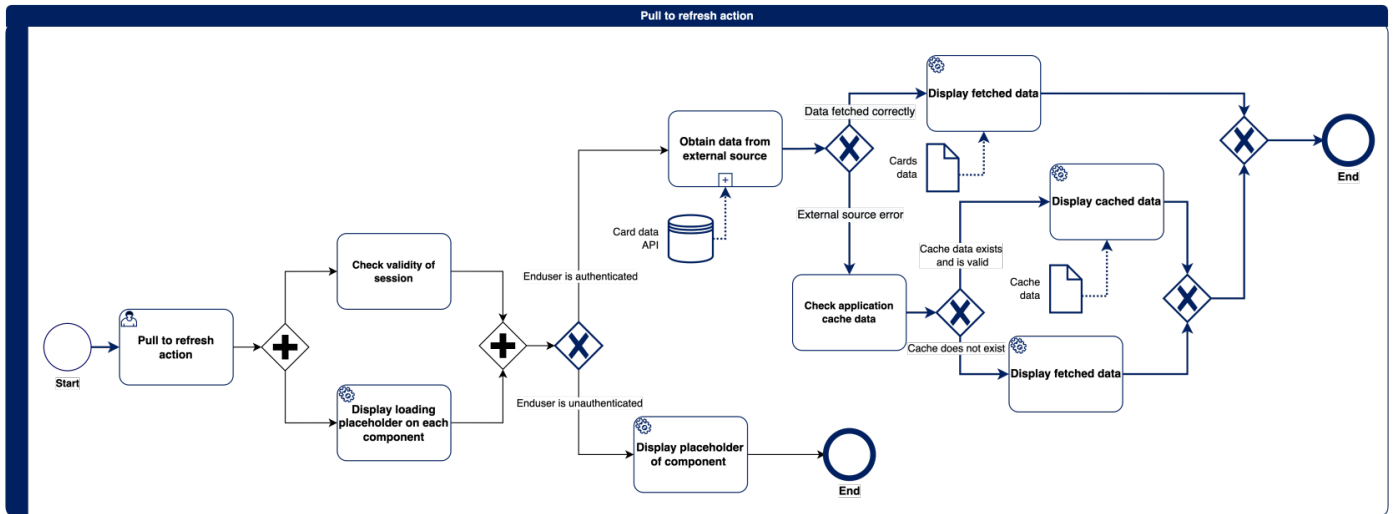 Pull to refresh action
Display fetched data
Data fetched correctly
Obtain data from
external source
Cards
data
End
Display cached data
External source error
Card data
API
Cache data exists
and is valid
Check validity of
session
Enduser is authenticated
Cache
data
Check application
cache data
Pull to refresh
action
Cache does not exist
Start
Display fetched data
Enduser is unauthenticated
Display loading
placeholder on each
component
Display placeholder
of component
End